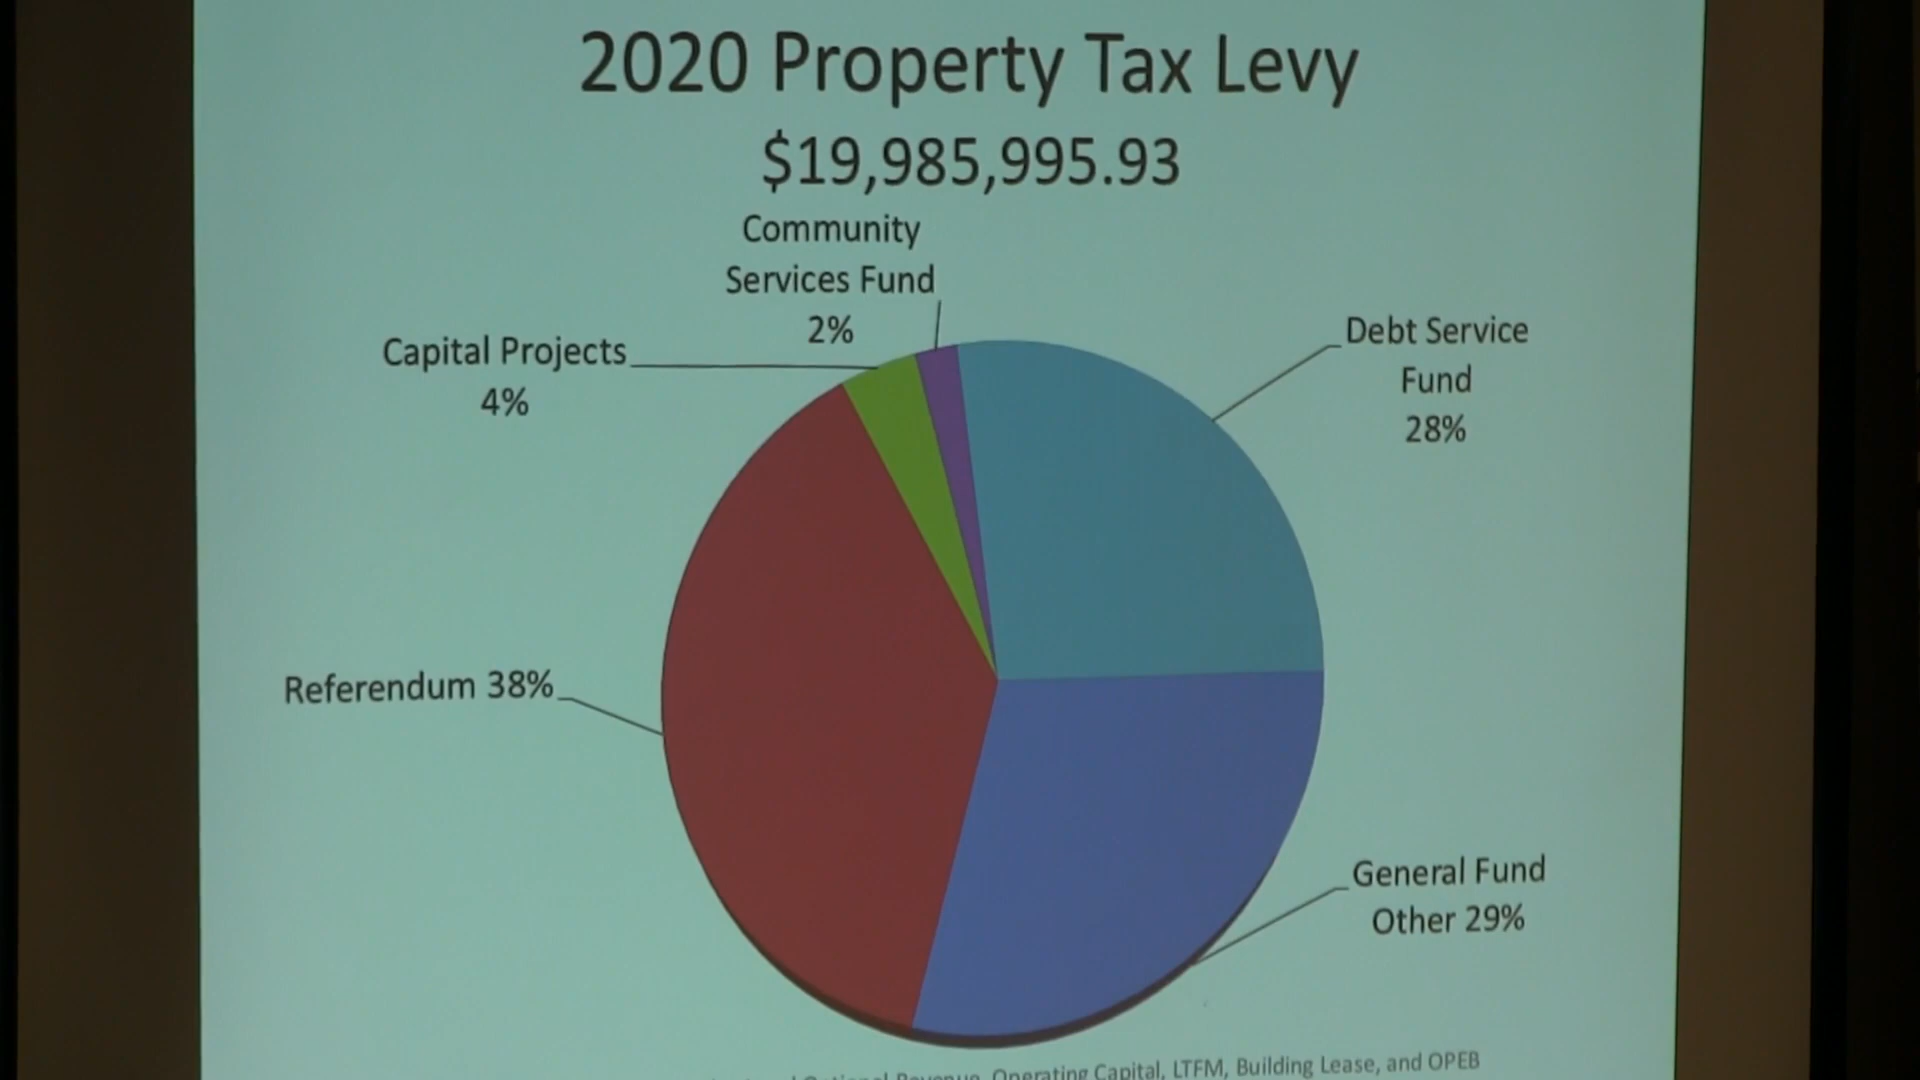 2020 Property Tax Levy
$19,985,995.93
Community
Services Fund
2%
Capital Projects
4%
Debt Service
Fund
28%
Referendum 38%
General Fund
Other 29%
Operating Capital, LTFM, Building Lease, and OPEB